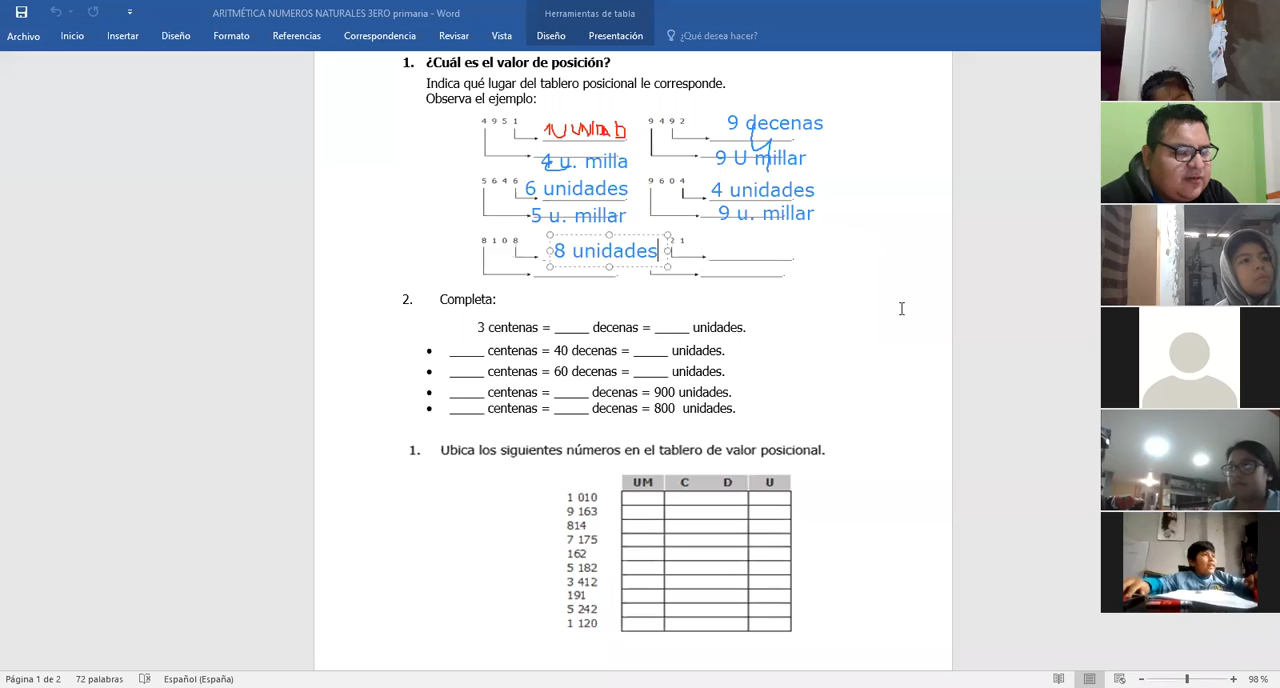 ARITMÉTICA NUMEROS NATURALES 3ERO primaria - Word
Herramientas de tabla
Archivo Inicio Insertar Diseño Formato Referencias Correspondencia Revisar Vista Diseño Presentación ¿Qué desea hacer?
1. ¿Cuál es el valor de posición?
Indica qué lugar del tablero posicional le corresponde.
Observa el ejemplo:
4 9 5 1 1U UNIDAD 9 4 9 2 9 decenas
4 u. milla 9 U millar
5 6 4 6 6 unidades 9 6 0 4 4 unidades
5 u. millar 9 u. millar
8 1 0 8 8 unidades 2 1
2. Completa:
3 centenas = _____ decenas = _____ unidades.
• _____ centenas = 40 decenas = _____ unidades.
• _____ centenas = 60 decenas = _____ unidades.
• _____ centenas = _____ decenas = 900 unidades.
• _____ centenas = _____ decenas = 800 unidades.
1. Ubica los siguientes números en el tablero de valor posicional.
UM C D U
1 010
9 163
814
7 175
162
5 182
3 412
191
5 242
1 120
Página 1 de 2 72 palabras Español (España) 98 %